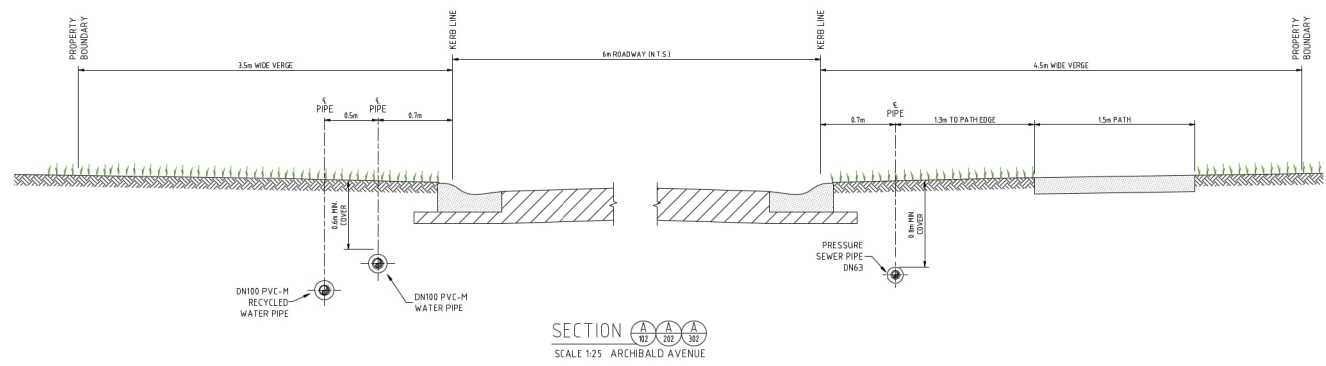 PROPERTY
BOUNDARY
KERB LINE
KERB LINE
PROPERTY
BOUNDARY
3.5m WIDE VERGE
6m ROADWAY (N.T.S.)
4.5m WIDE VERGE
℄
PIPE
℄
PIPE
0.5m
0.7m
℄
PIPE
0.7m
1.3m TO PATH EDGE
1.5m PATH
0.6m MIN.
COVER
0.8m MIN.
COVER
PRESSURE
SEWER PIPE
DN63
DN100 PVC-M
RECYCLED
WATER PIPE
DN100 PVC-M
WATER PIPE
SECTION
A
102
A
202
A
302
SCALE 1:25 ARCHIBALD AVENUE